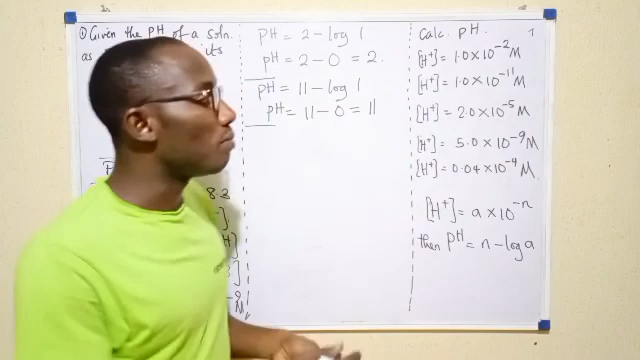 ① Given the PH of a soln.
as its
8.3
M
PH = 2 - log 1
PH = 2 - 0 = 2.
PH = 11 - log 1
PH = 11 - 0 = 11
Calc. PH. 1
[H⁺] = 1.0 × 10⁻² M
[H⁺] = 1.0 × 10⁻¹¹ M
[H⁺] = 2.0 × 10⁻⁵ M
[H⁺] = 5.0 × 10⁻⁹ M
[H⁺] = 0.04 × 10⁻⁴ M.
[H⁺] = a × 10⁻ⁿ
then PH = n - log a